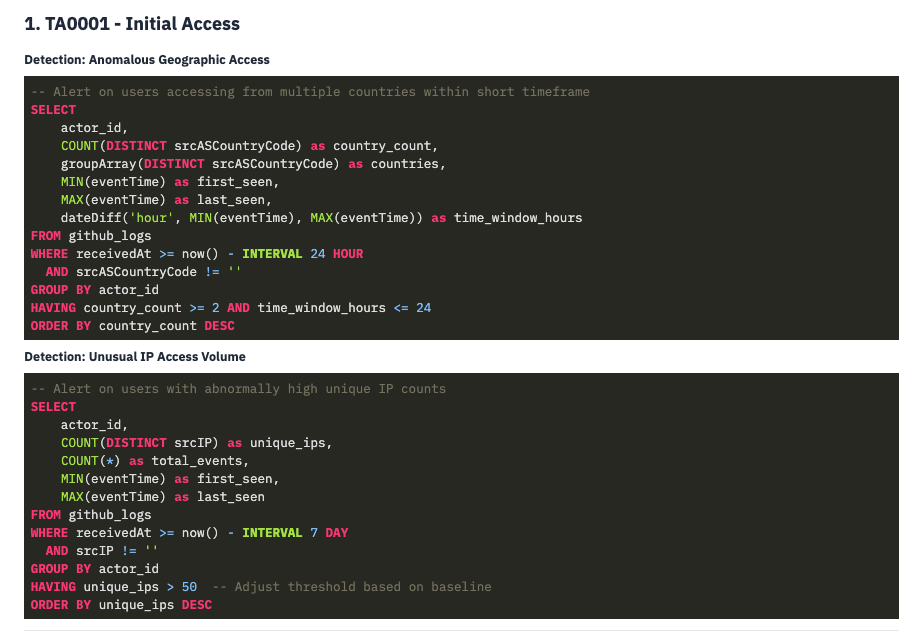 1. TA0001 - Initial Access
Detection: Anomalous Geographic Access
-- Alert on users accessing from multiple countries within short timeframe
SELECT
    actor_id,
    COUNT(DISTINCT srcASCountryCode) as country_count,
    groupArray(DISTINCT srcASCountryCode) as countries,
    MIN(eventTime) as first_seen,
    MAX(eventTime) as last_seen,
    dateDiff('hour', MIN(eventTime), MAX(eventTime)) as time_window_hours
FROM github_logs
WHERE receivedAt >= now() - INTERVAL 24 HOUR
  AND srcASCountryCode != ''
GROUP BY actor_id
HAVING country_count >= 2 AND time_window_hours <= 24
ORDER BY country_count DESC
Detection: Unusual IP Access Volume
-- Alert on users with abnormally high unique IP counts
SELECT
    actor_id,
    COUNT(DISTINCT srcIP) as unique_ips,
    COUNT(*) as total_events,
    MIN(eventTime) as first_seen,
    MAX(eventTime) as last_seen
FROM github_logs
WHERE receivedAt >= now() - INTERVAL 7 DAY
  AND srcIP != ''
GROUP BY actor_id
HAVING unique_ips > 50  -- Adjust threshold based on baseline
ORDER BY unique_ips DESC